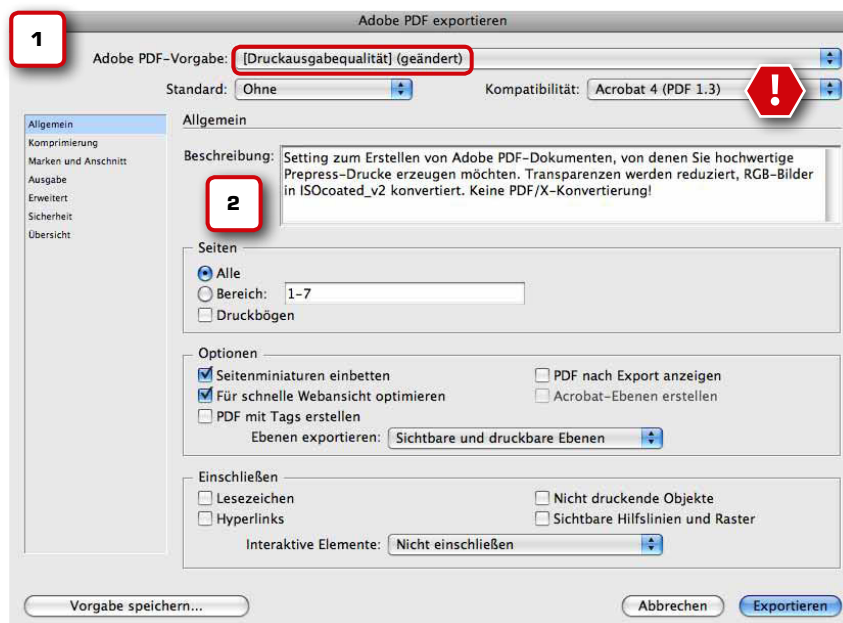 Adobe PDF exportieren
1
Adobe PDF-Vorgabe: [Druckausgabequalität] (geändert)
Standard: Ohne Kompatibilität: Acrobat 4 (PDF 1.3) !
Allgemein
Komprimierung
Marken und Anschnitt
Ausgabe
Erweitert
Sicherheit
Übersicht
Allgemein
Beschreibung: Setting zum Erstellen von Adobe PDF-Dokumenten, von denen Sie hochwertige
Prepress-Drucke erzeugen möchten. Transparenzen werden reduziert, RGB-Bilder
in ISOcoated_v2 konvertiert. Keine PDF/X-Konvertierung!
2
Seiten
Alle
Bereich: 1-7
Druckbögen
Optionen
Seitenminiaturen einbetten PDF nach Export anzeigen
Für schnelle Webansicht optimieren Acrobat-Ebenen erstellen
PDF mit Tags erstellen
Ebenen exportieren: Sichtbare und druckbare Ebenen
Einschließen
Lesezeichen Nicht druckende Objekte
Hyperlinks Sichtbare Hilfslinien und Raster
Interaktive Elemente: Nicht einschließen
Vorgabe speichern... Abbrechen Exportieren